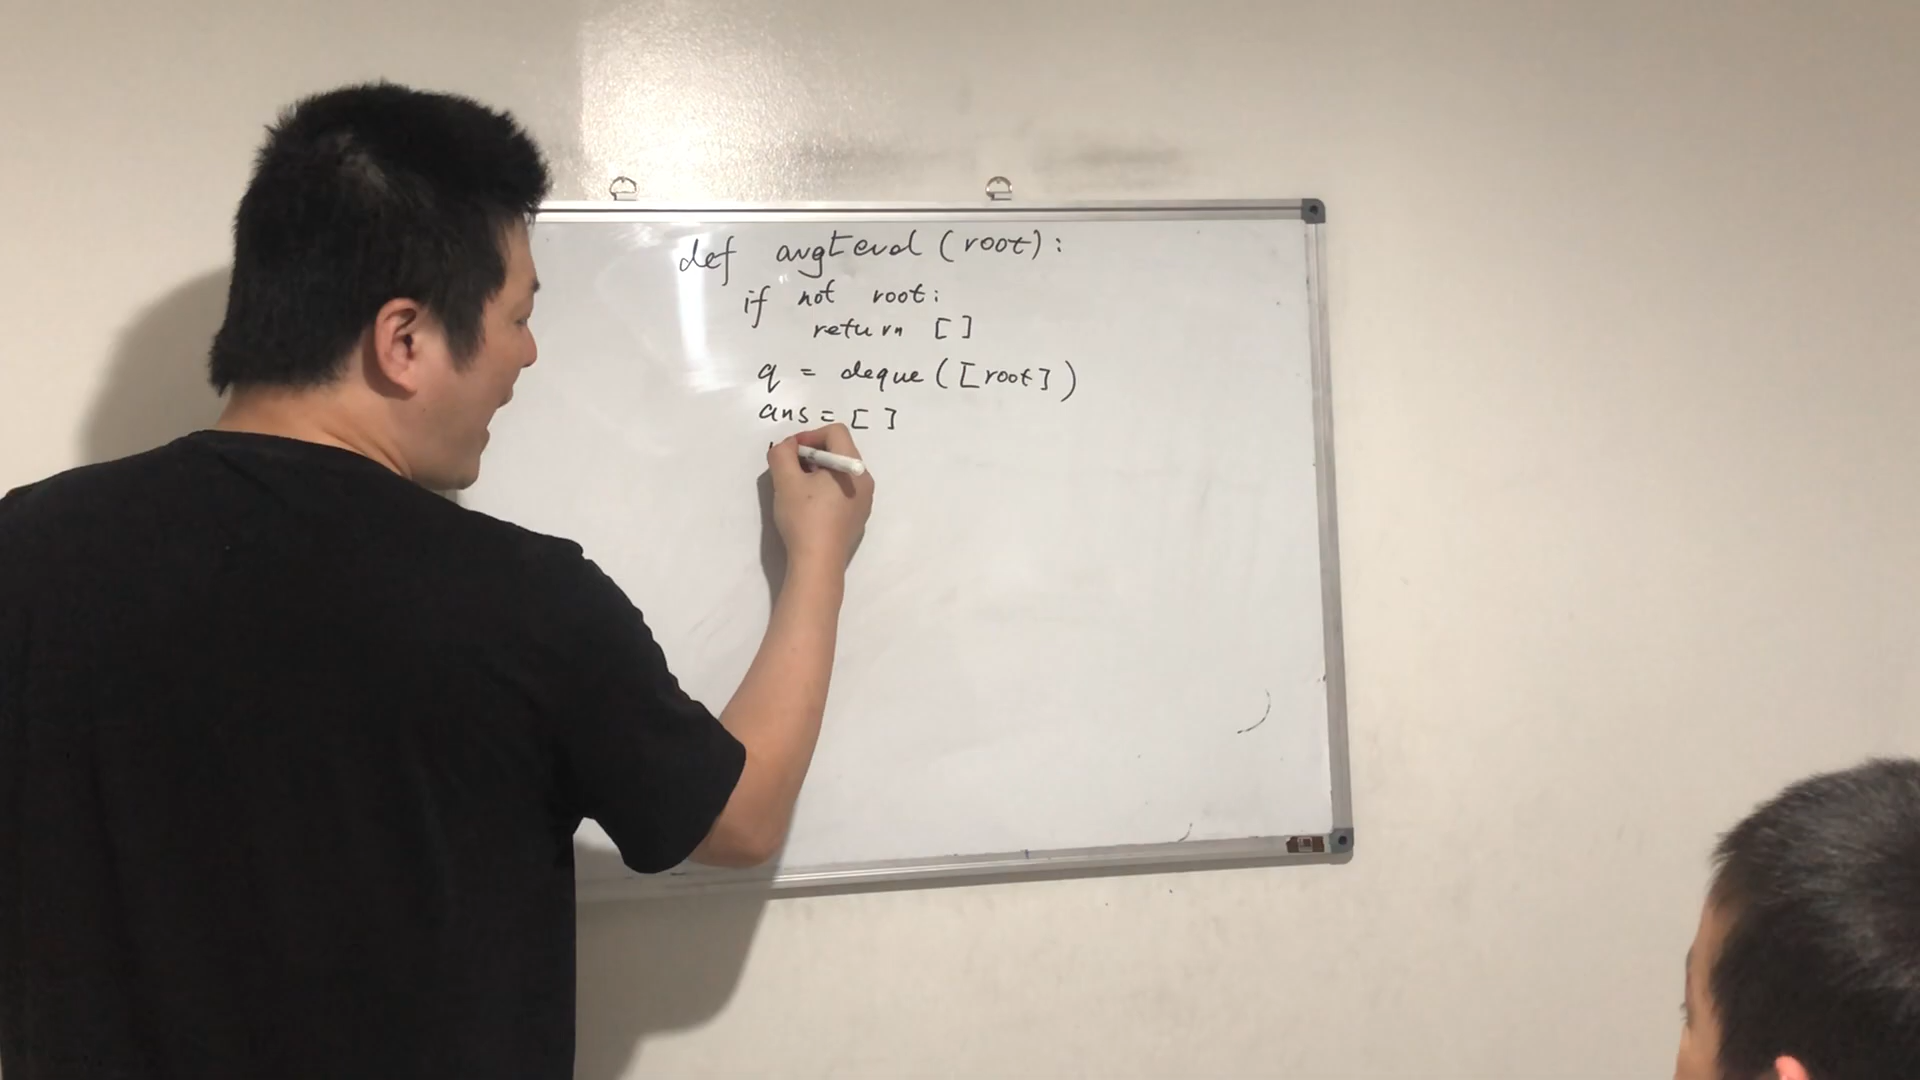 def avgLevel (root):
if not root:
return []
q = deque ([root])
ans = []